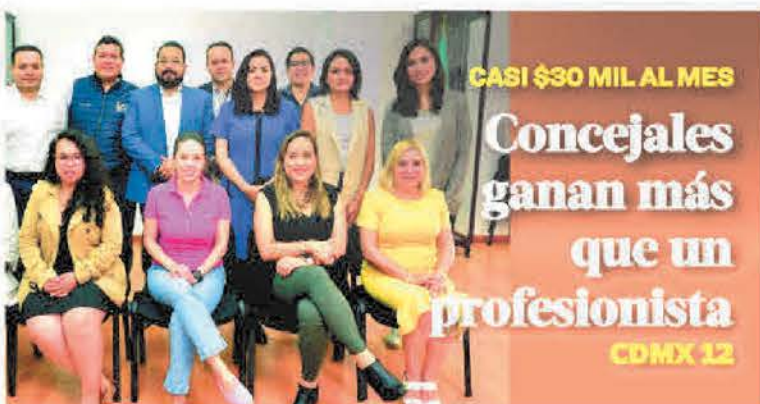 CASI $30 MIL AL MES
Concejales
ganan más
que un
profesionista
CDMX 12